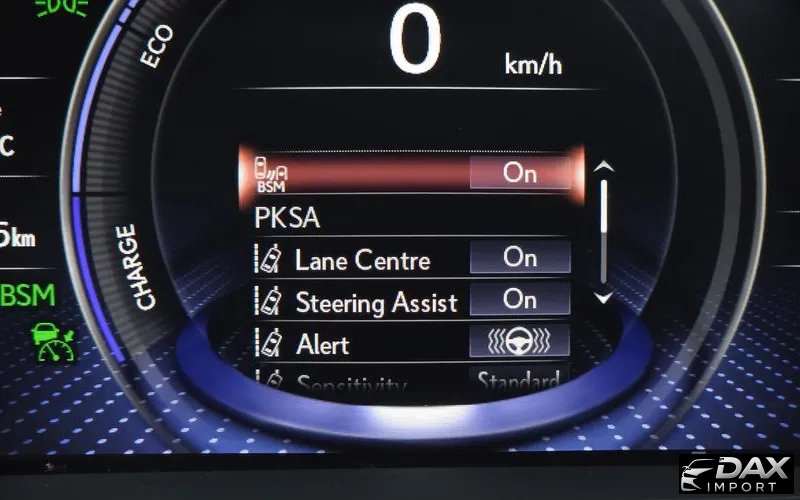 0
km/h
ECO
C
BSM On
PKSA
5km
Lane Centre On
CHARGE
BSM
Steering Assist On
Alert
Sensitivity Standard
DAX
IMPORT